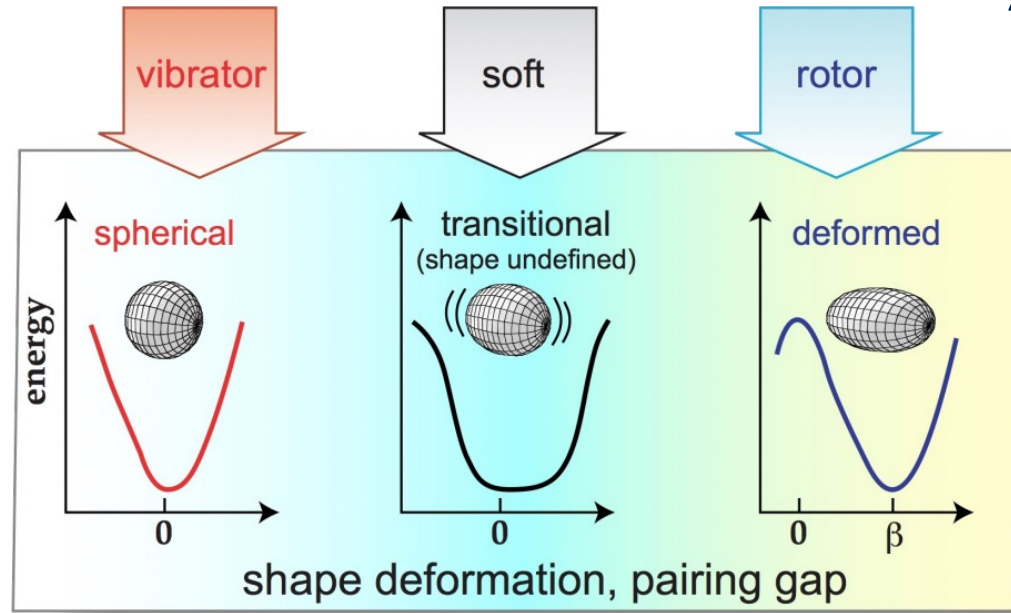 vibrator
soft
rotor
spherical
transitional
(shape undefined)
deformed
energy
0
0
0
β
shape deformation, pairing gap